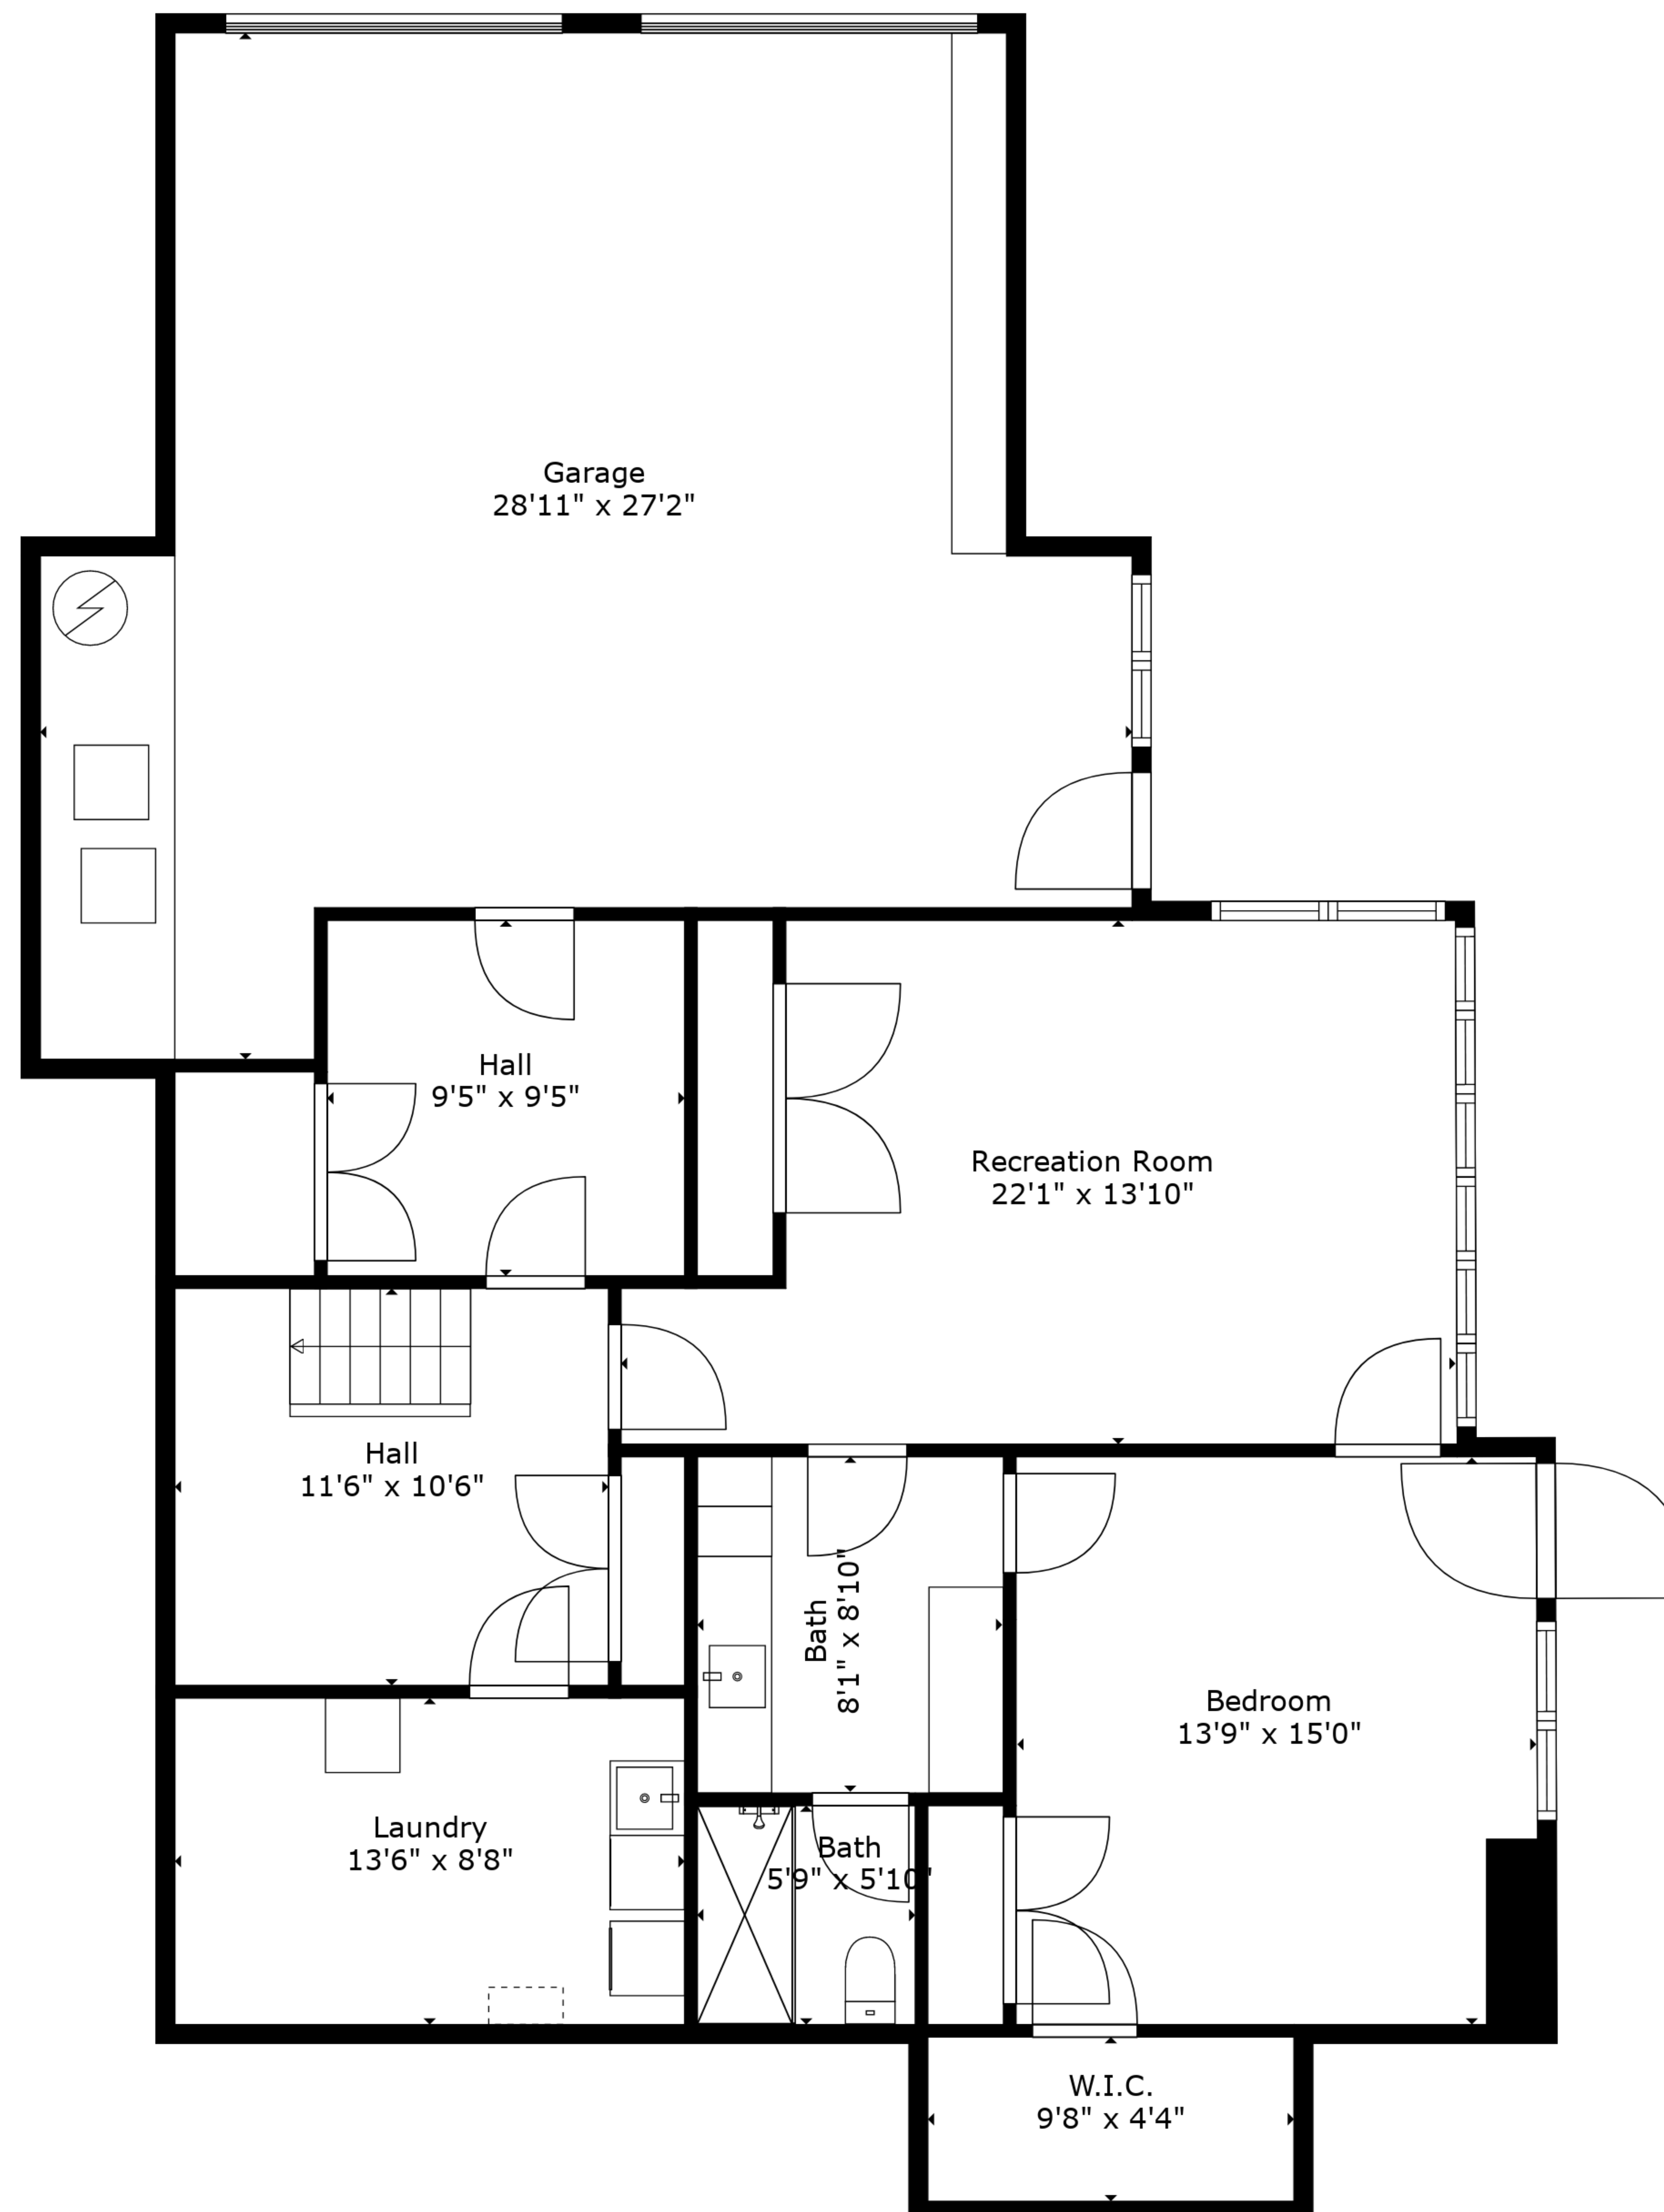 Garage
28'11" x 27'2"
Hall
9'5" x 9'5"
Recreation Room
22'1" x 13'10"
Hall
11'6" x 10'6"
Bath
8'1" x 8'10"
Bedroom
13'9" x 15'0"
Laundry
13'6" x 8'8"
Bath
5'9" x 5'10"
W.I.C.
9'8" x 4'4"